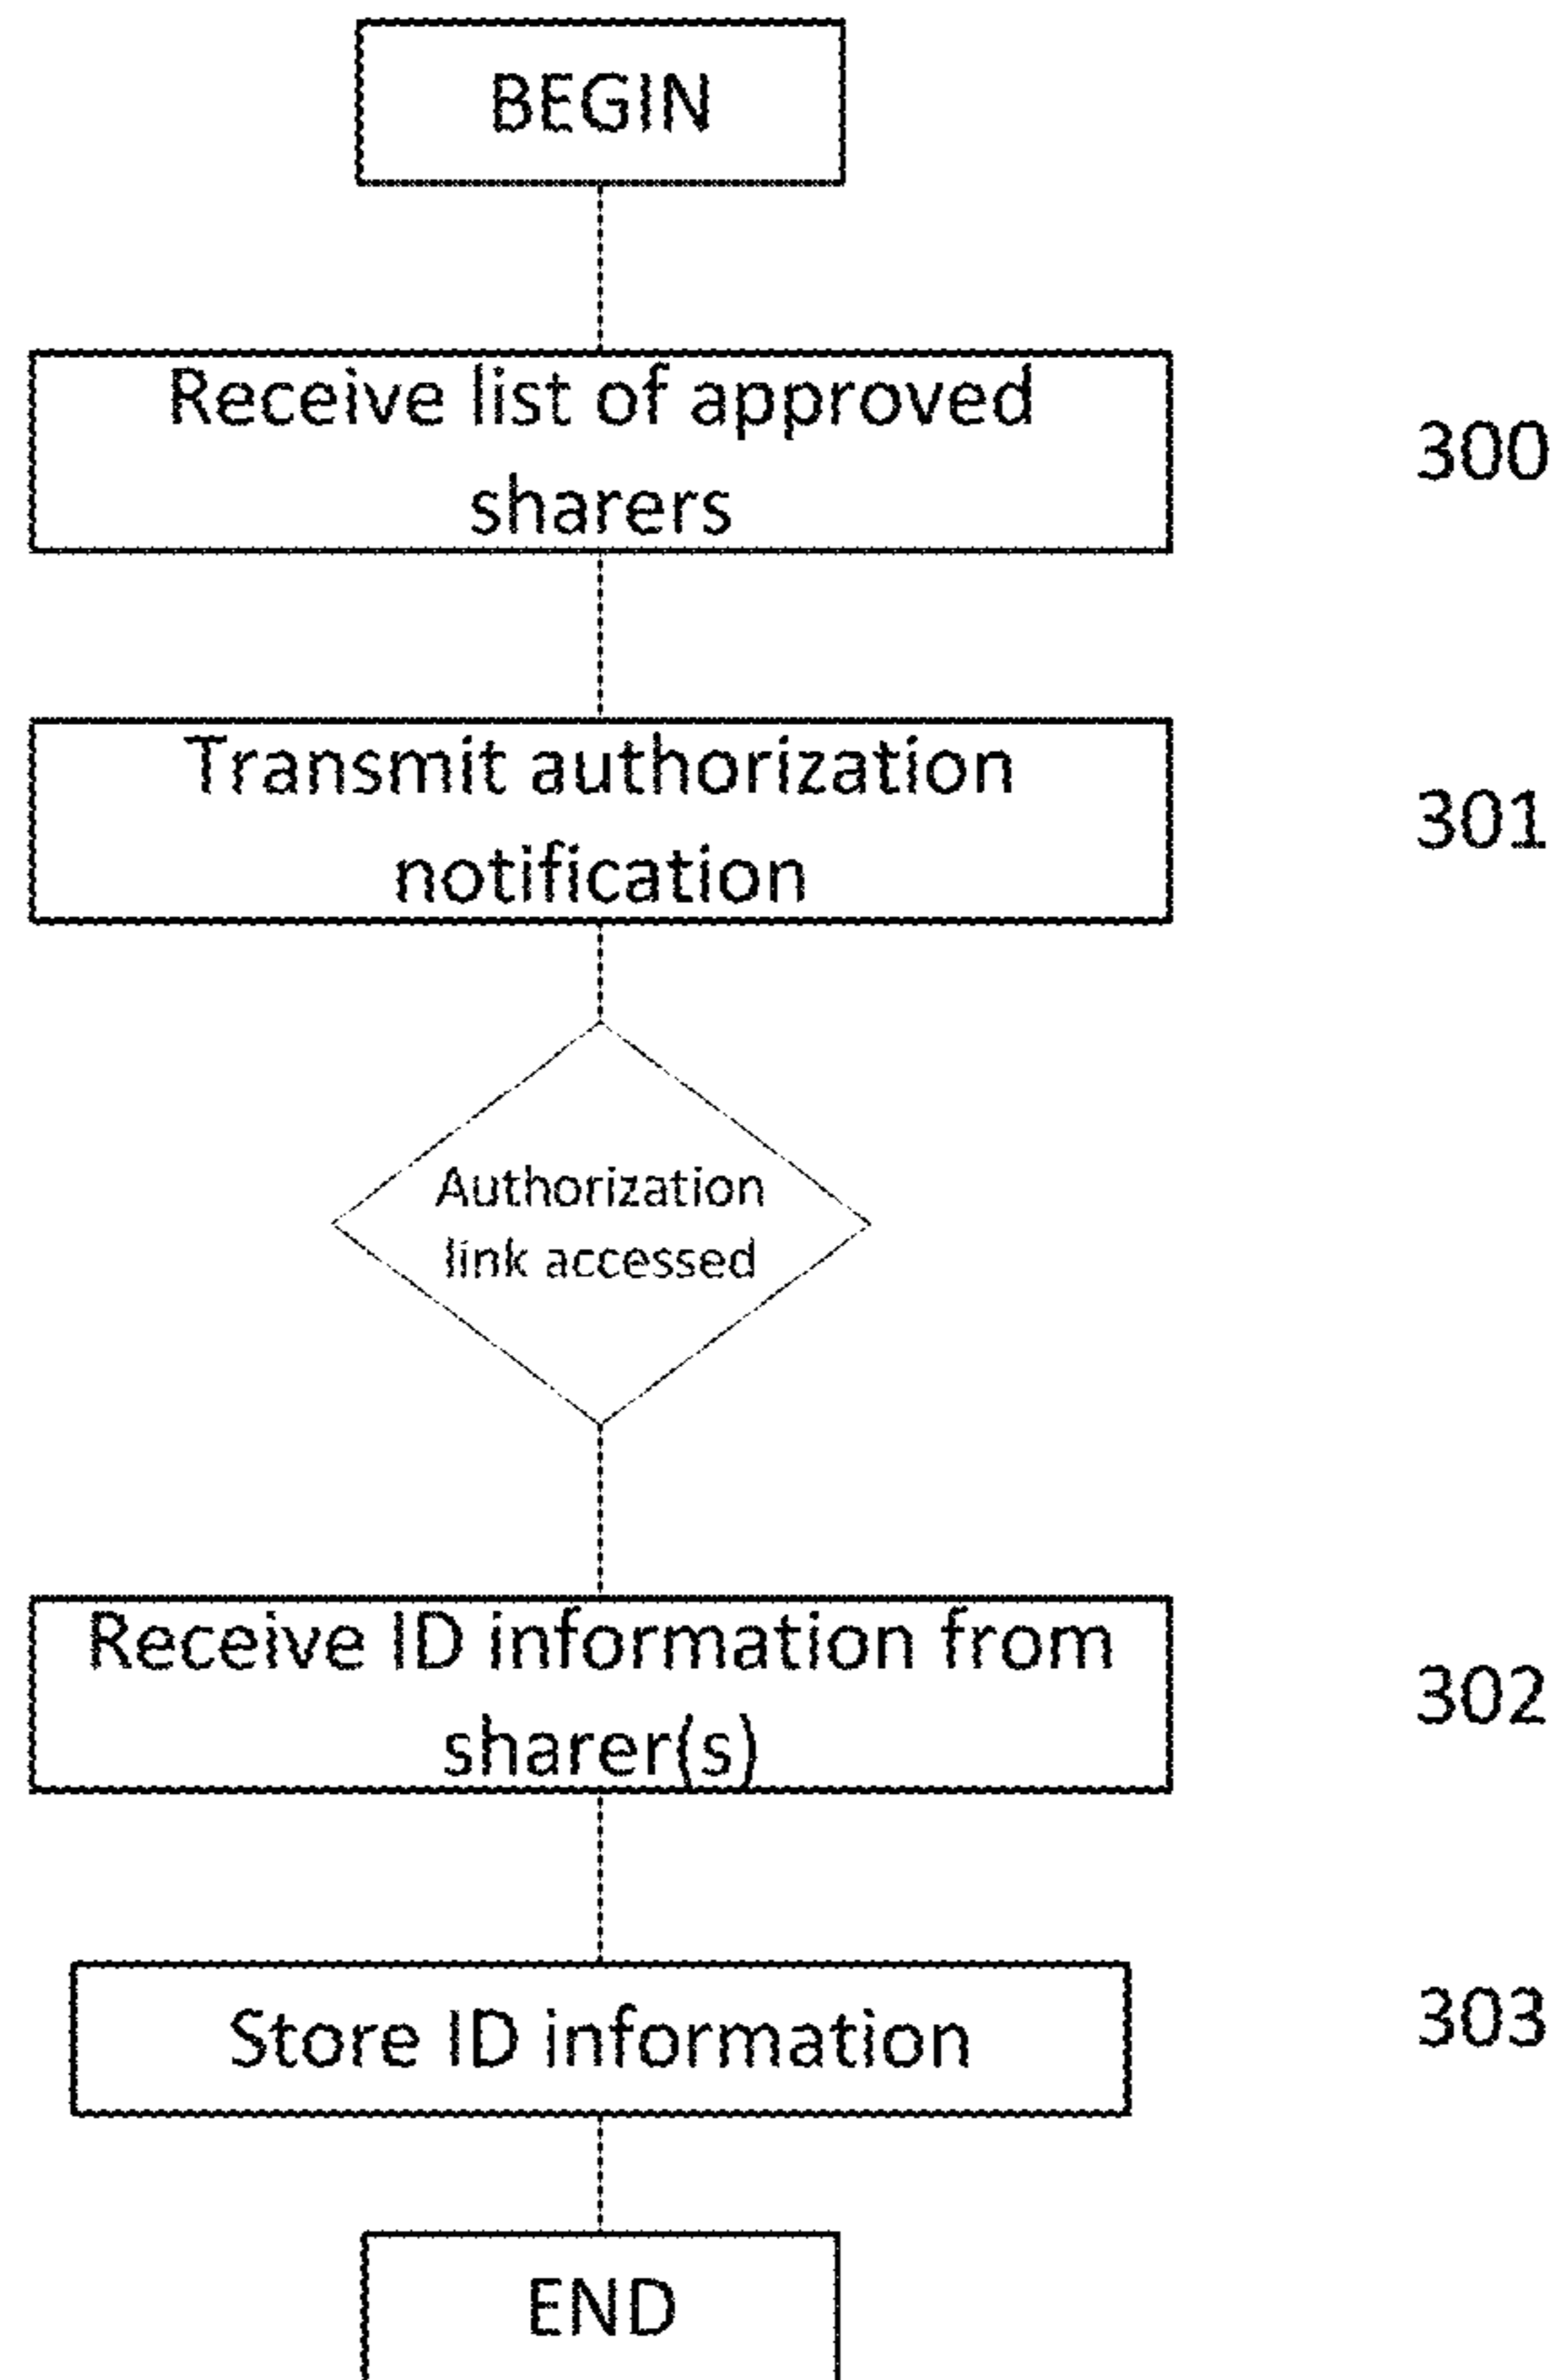 BEGIN
Receive list of approved
sharers
300
Transmit authorization
notification
301
Authorization
link accessed
Receive ID information from
sharer(s)
302
Store ID information
303
END